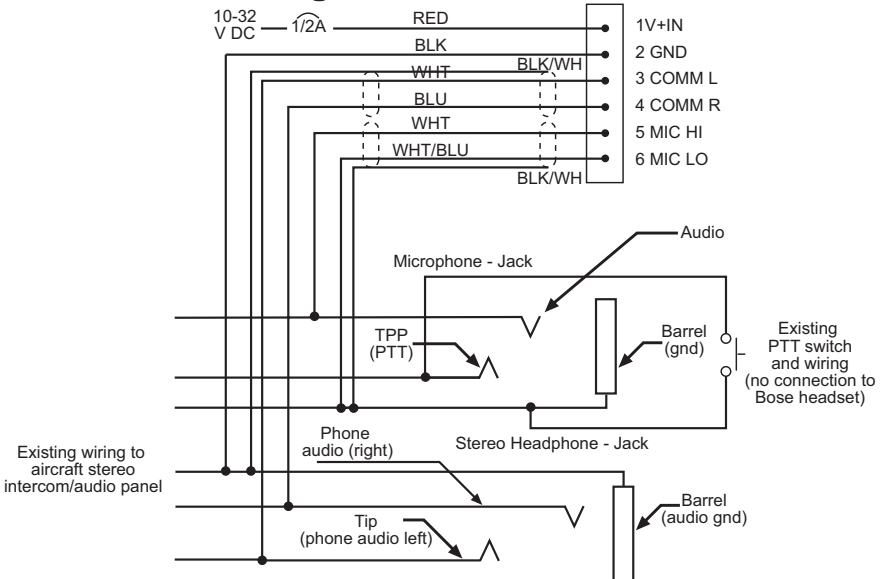 10-32
V DC
1/2A
RED
1V+IN
BLK
2 GND
BLK/WH
WHT
3 COMM L
BLU
4 COMM R
WHT
5 MIC HI
WHT/BLU
6 MIC LO
BLK/WH
Audio
Microphone - Jack
TPP
(PTT)
Barrel
(gnd)
Existing
PTT switch
and wiring
(no connection to
Bose headset)
Phone
audio (right)
Stereo Headphone - Jack
Existing wiring to
aircraft stereo
intercom/audio panel
Tip
(phone audio left)
Barrel
(audio gnd)